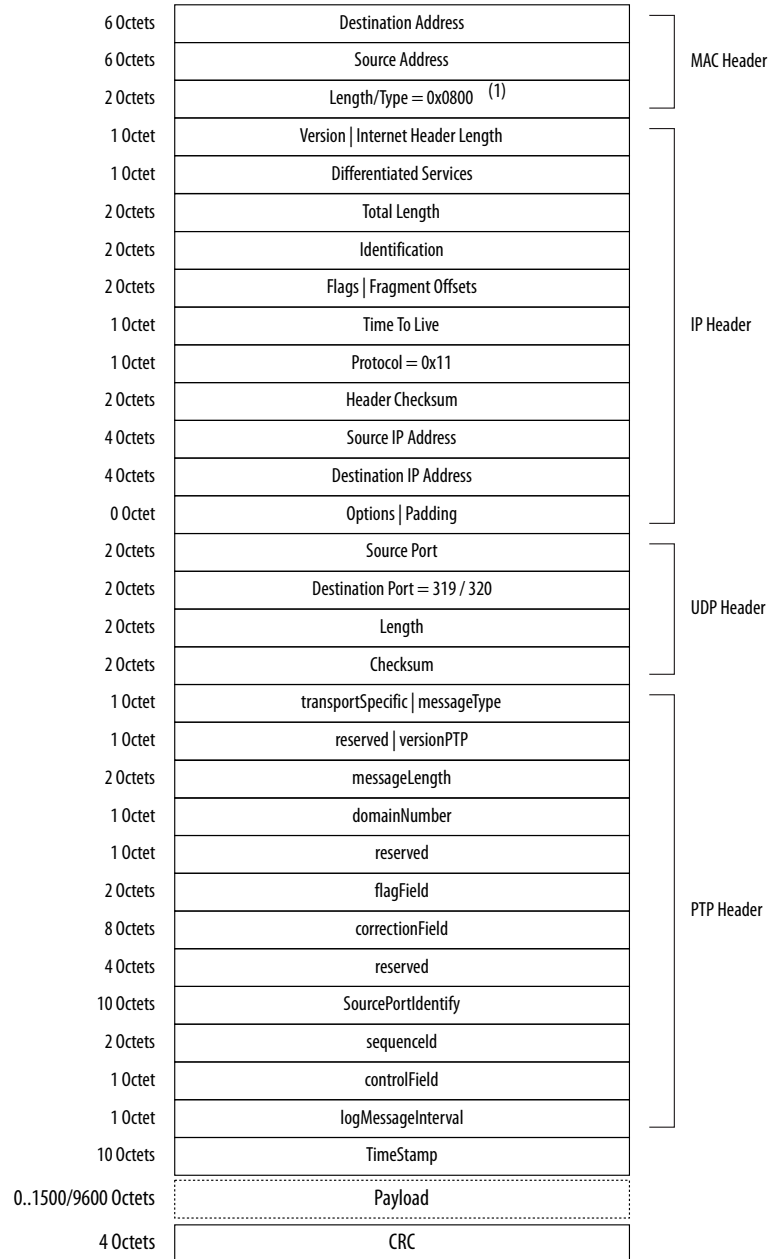 6 Octets Destination Address
6 Octets Source Address MAC Header
2 Octets Length/Type = 0x0800 (1)
1 Octet Version | Internet Header Length
1 Octet Differentiated Services
2 Octets Total Length
2 Octets Identification
2 Octets Flags | Fragment Offsets
1 Octet Time To Live IP Header
1 Octet Protocol = 0x11
2 Octets Header Checksum
4 Octets Source IP Address
4 Octets Destination IP Address
0 Octet Options | Padding
2 Octets Source Port
2 Octets Destination Port = 319 / 320
UDP Header
2 Octets Length
2 Octets Checksum
1 Octet transportSpecific | messageType
1 Octet reserved | versionPTP
2 Octets messageLength
1 Octet domainNumber
1 Octet reserved
2 Octets flagField
PTP Header
8 Octets correctionField
4 Octets reserved
10 Octets SourcePortIdentify
2 Octets sequenceId
1 Octet controlField
1 Octet logMessageInterval
10 Octets TimeStamp
0..1500/9600 Octets Payload
4 Octets CRC